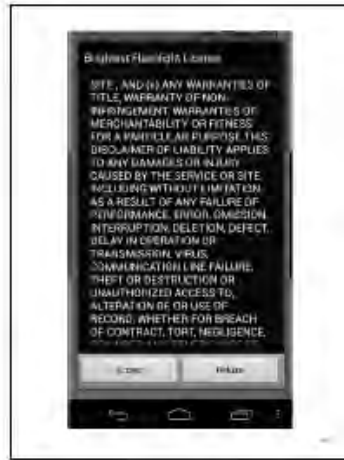 Brightest Flashlight License
SITE, AND (v) ANY WARRANTIES OF
TITLE, WARRANTY OF NON-
INFRINGEMENT, WARRANTIES OF
MERCHANTABILITY OR FITNESS
FOR A PARTICULAR PURPOSE. THIS
DISCLAIMER OF LIABILITY APPLIES
TO ANY DAMAGES OR INJURY
CAUSED BY THE SERVICE OR SITE,
INCLUDING WITHOUT LIMITATION
AS A RESULT OF ANY FAILURE OF
PERFORMANCE, ERROR, OMISSION,
INTERRUPTION, DELETION, DEFECT,
DELAY IN OPERATION OR
TRANSMISSION, VIRUS,
COMMUNICATION LINE FAILURE,
THEFT OR DESTRUCTION OR
UNAUTHORIZED ACCESS TO,
ALTERATION OF OR USE OF
RECORD, WHETHER FOR BREACH
OF CONTRACT, TORT, NEGLIGENCE,
Refuse